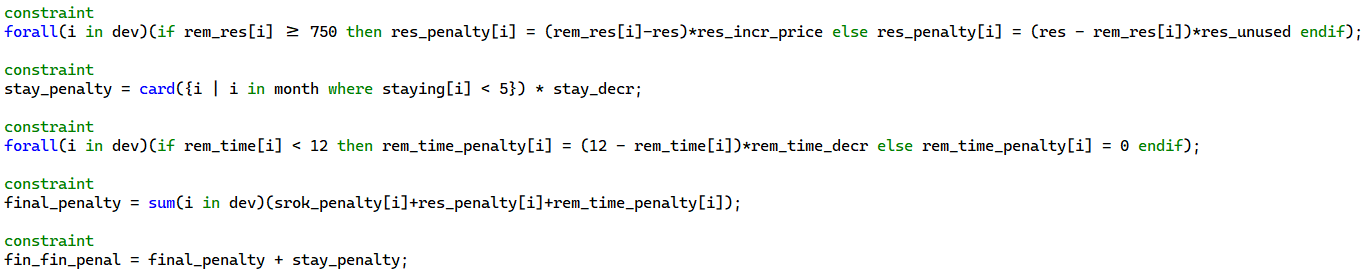 constraint
forall(i in dev)(if rem_res[i] ≥ 750 then res_penalty[i] = (rem_res[i]-res)*res_incr_price else res_penalty[i] = (res - rem_res[i])*res_unused endif);
constraint
stay_penalty = card({i | i in month where staying[i] < 5}) * stay_decr;
constraint
forall(i in dev)(if rem_time[i] < 12 then rem_time_penalty[i] = (12 - rem_time[i])*rem_time_decr else rem_time_penalty[i] = 0 endif);
constraint
final_penalty = sum(i in dev)(srok_penalty[i]+res_penalty[i]+rem_time_penalty[i]);
constraint
fin_fin_penal = final_penalty + stay_penalty;